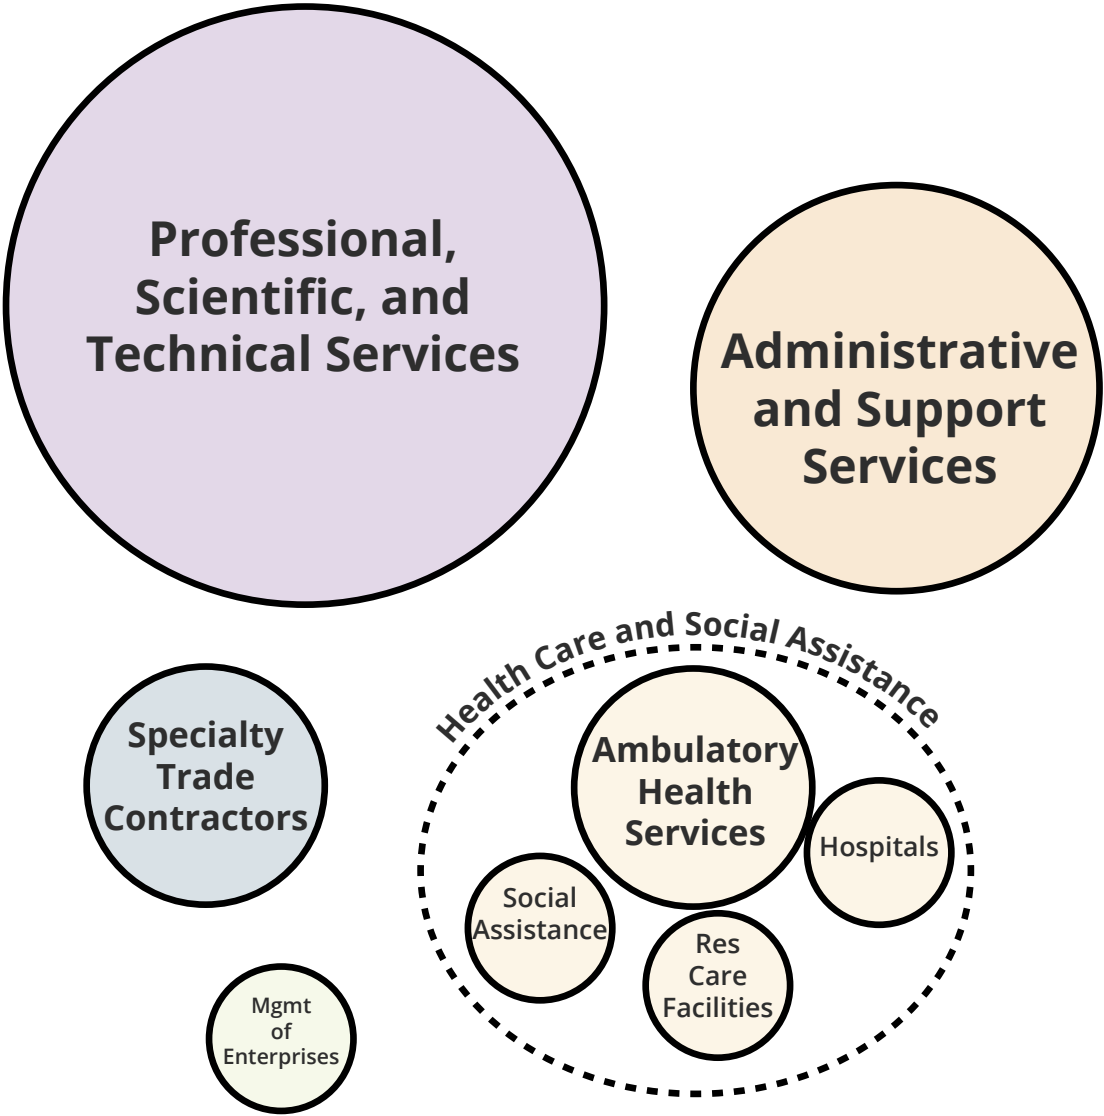 Professional,
Scientific, and
Technical Services
Administrative
and Support
Services
Health Care and Social Assistance
Specialty
Trade
Contractors
Ambulatory
Health
Services
Hospitals
Social
Assistance
Res
Care
Facilities
Mgmt
of
Enterprises